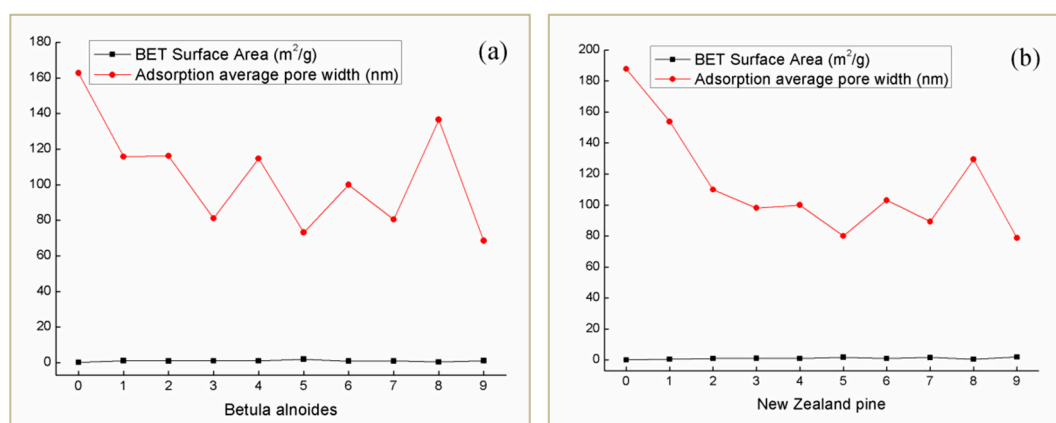 (a)
BET Surface Area (m²/g)
Adsorption average pore width (nm)
180
160
140
120
100
80
60
40
20
0
0 1 2 3 4 5 6 7 8 9
Betula alnoides
(b)
BET Surface Area (m²/g)
Adsorption average pore width (nm)
200
180
160
140
120
100
80
60
40
20
0
0 1 2 3 4 5 6 7 8 9
New Zealand pine